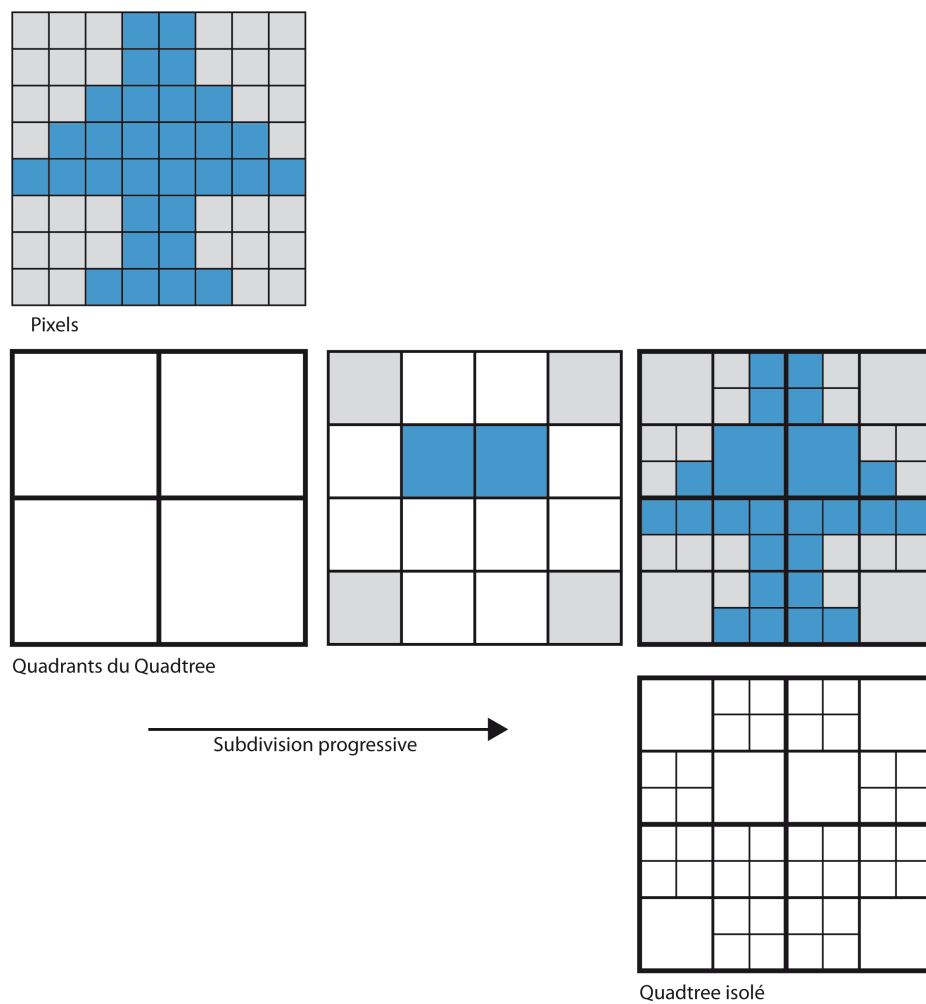 Pixels
Quadrants du Quadtree
Subdivision progressive
Quadtree isolé